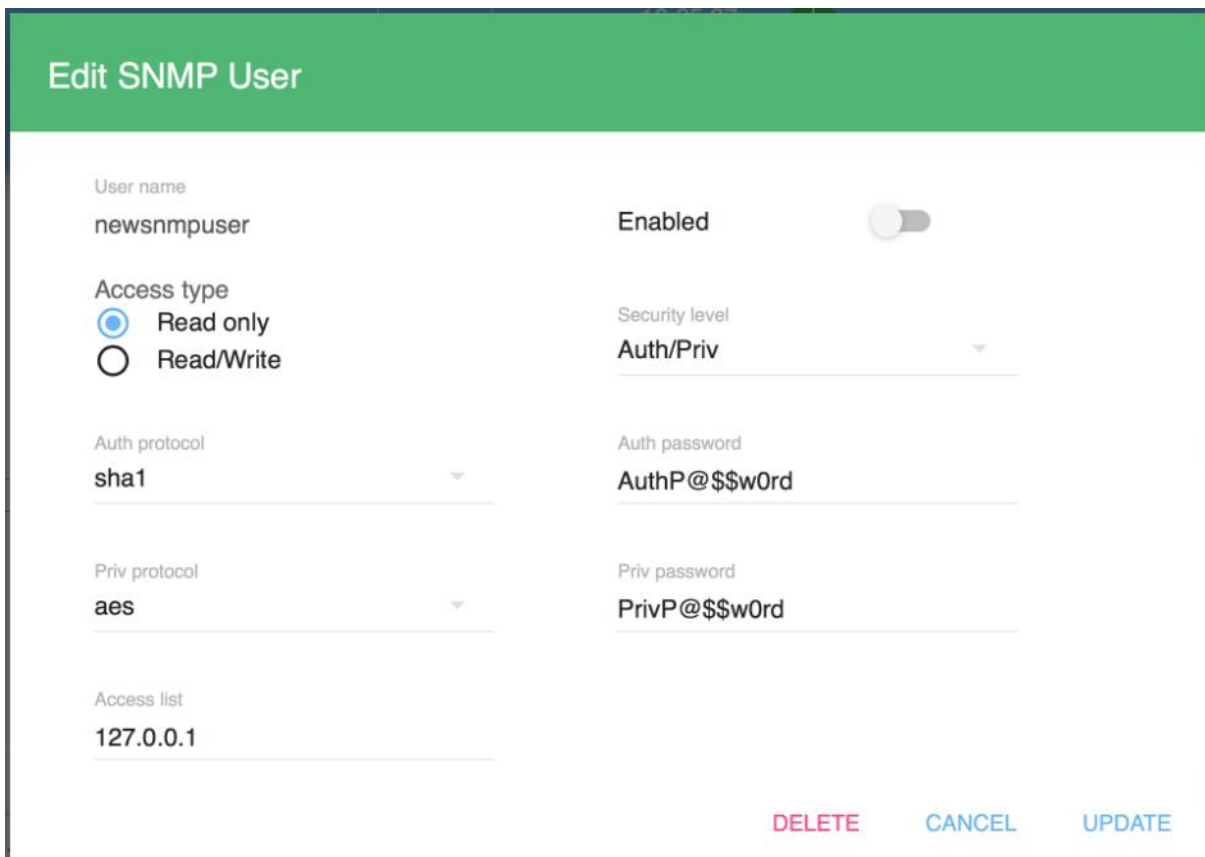 Edit SNMP User
User name
newsnmpuser
Enabled
Access type
Read only
Read/Write
Security level
Auth/Priv
Auth protocol
sha1
Auth password
AuthP@$$w0rd
Priv protocol
aes
Priv password
PrivP@$$w0rd
Access list
127.0.0.1
DELETE CANCEL UPDATE